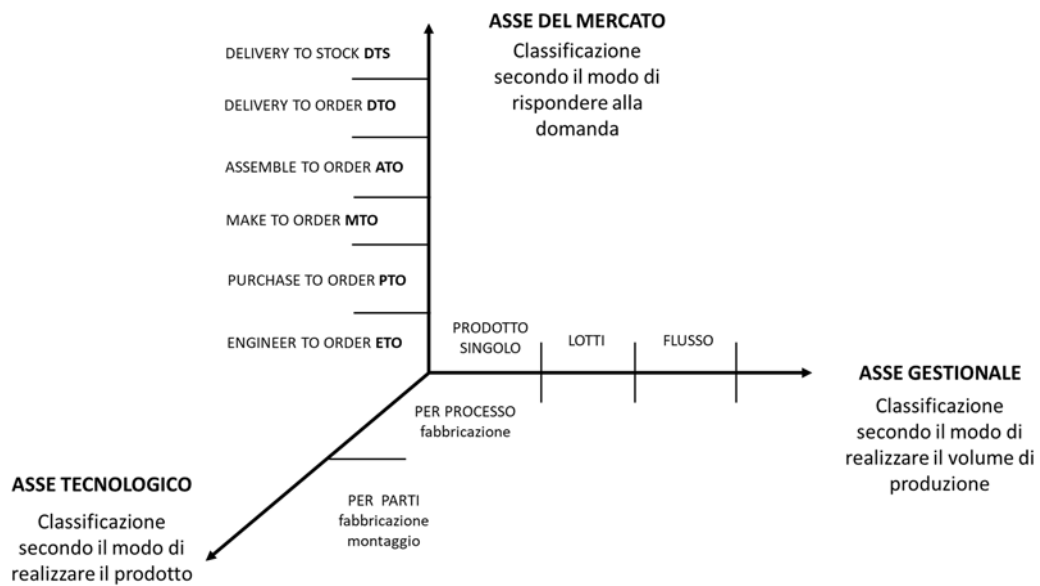 ASSE DEL MERCATO
Classificazione
secondo il modo di
rispondere alla
domanda
DELIVERY TO STOCK DTS
DELIVERY TO ORDER DTO
ASSEMBLE TO ORDER ATO
MAKE TO ORDER MTO
PURCHASE TO ORDER PTO
ENGINEER TO ORDER ETO
PRODOTTO
SINGOLO
LOTTI
FLUSSO
ASSE GESTIONALE
Classificazione
secondo il modo di
realizzare il volume di
produzione
PER PROCESSO
fabbricazione
PER PARTI
fabbricazione
montaggio
ASSE TECNOLOGICO
Classificazione
secondo il modo di
realizzare il prodotto